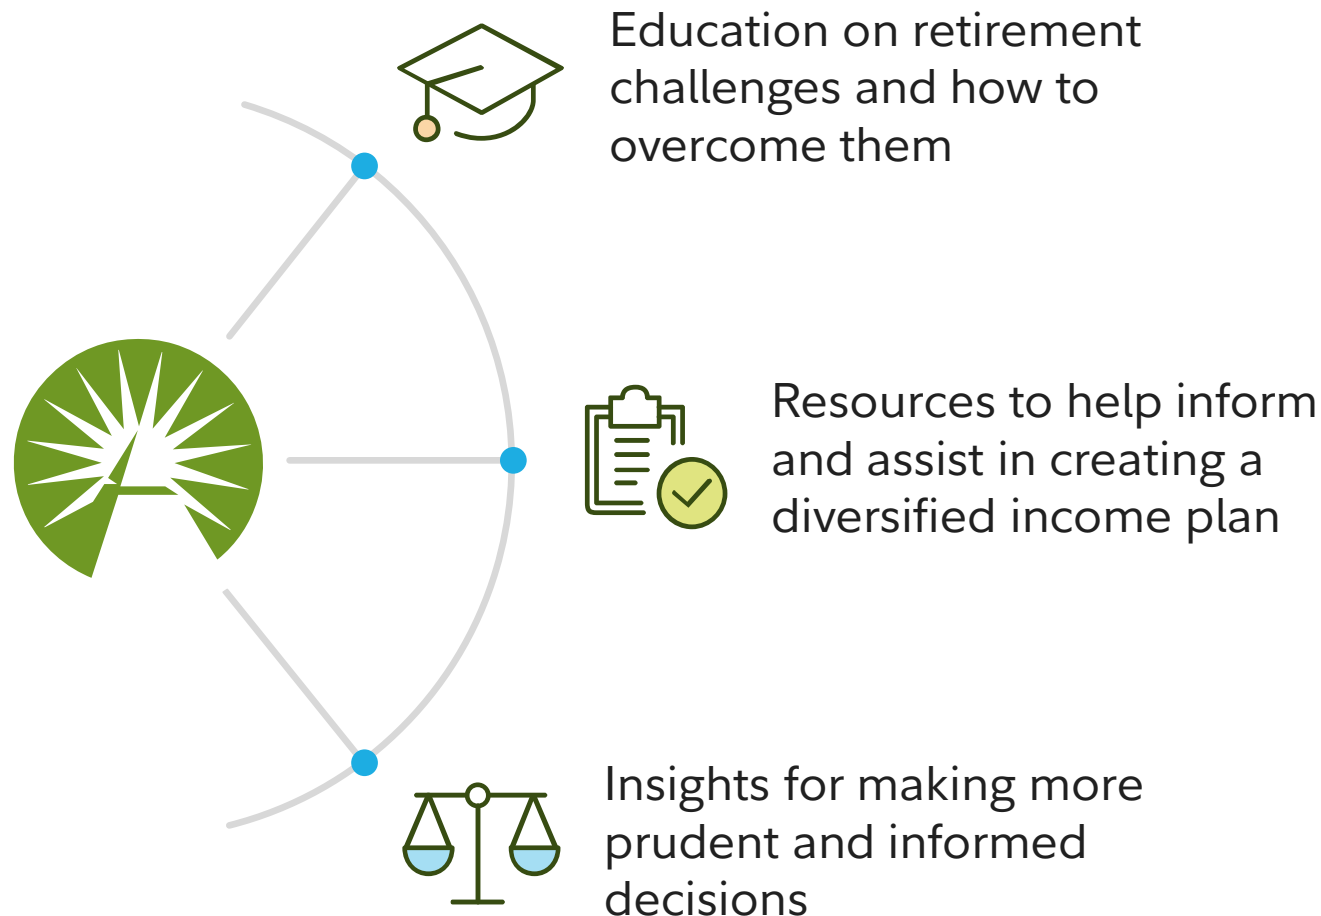 Education on retirement
challenges and how to
overcome them
Resources to help inform
and assist in creating a
diversified income plan
Insights for making more
prudent and informed
decisions